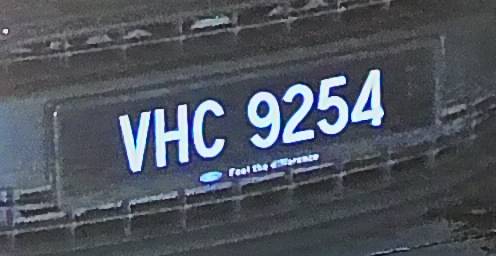 VHC 9254
Feel the difference